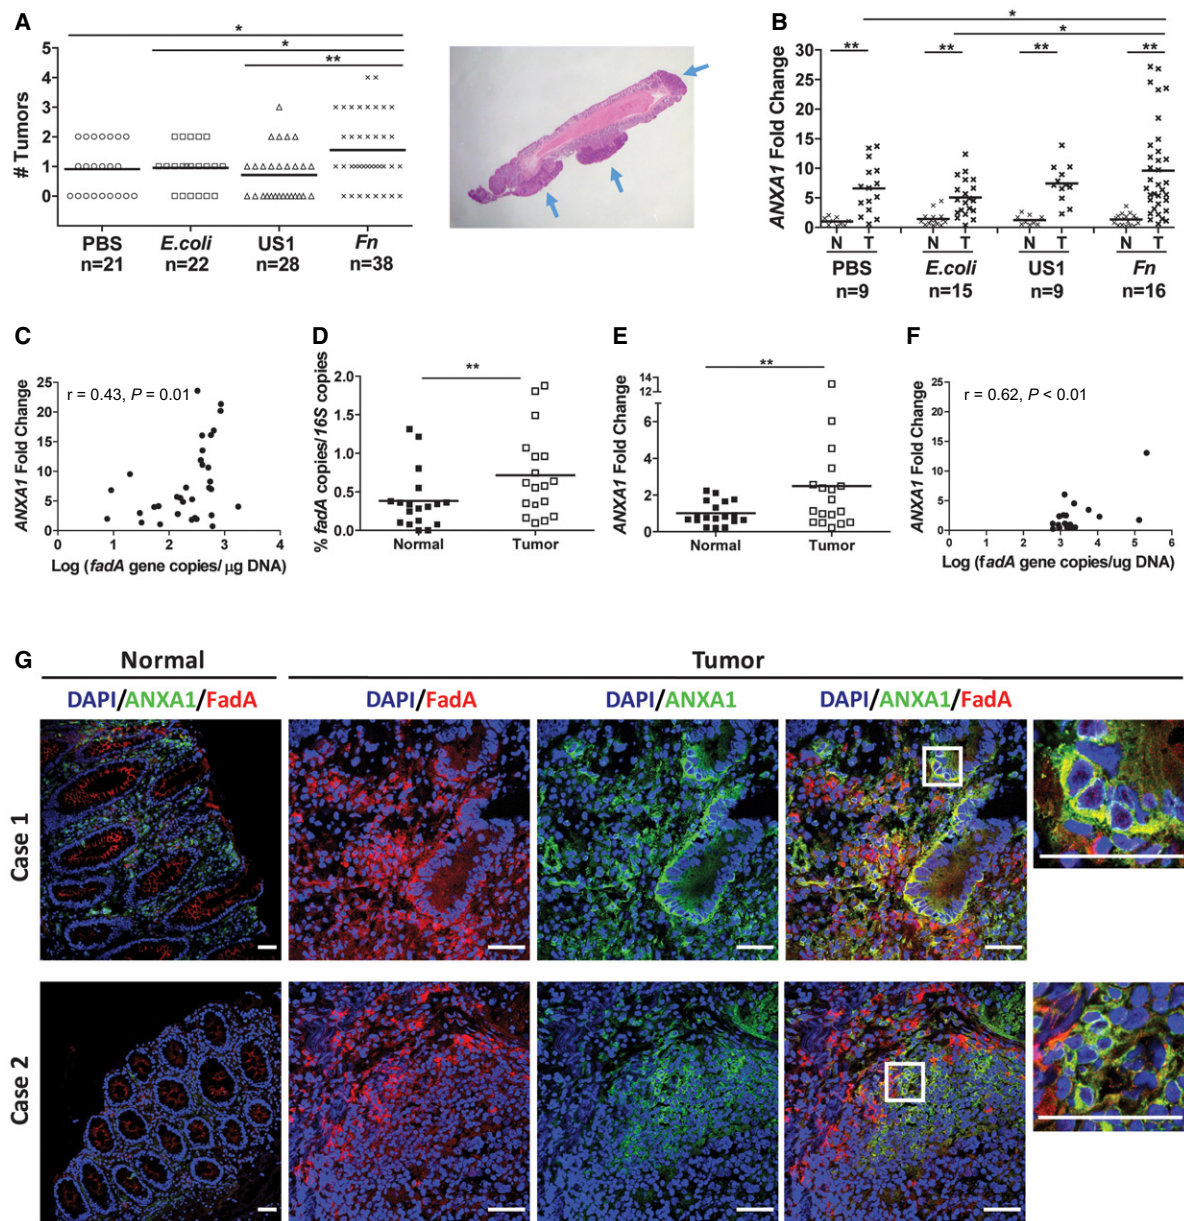 A
# Tumors
5
4
3
2
1
0
*
*
**
PBS
n=21
E.coli
n=22
US1
n=28
Fn
n=38
B
ANXA1 Fold Change
30
25
20
15
10
5
0
*
*
** ** ** **
N T N T N T N T
PBS
n=9
E.coli
n=15
US1
n=9
Fn
n=16
C
ANXA1 Fold Change
25
20
15
10
5
0
r = 0.43, P = 0.01
0 1 2 3 4
Log (fadA gene copies/ μg DNA)
D
% fadA copies/16S copies
2.0
1.5
1.0
0.5
0.0
**
Normal Tumor
E
ANXA1 Fold Change
14
12
8
6
4
2
0
**
Normal Tumor
F
ANXA1 Fold Change
25
20
15
10
5
0
r = 0.62, P < 0.01
0 1 2 3 4 5 6
Log (fadA gene copies/ug DNA)
G
Normal Tumor
DAPI/ANXA1/FadA DAPI/FadA DAPI/ANXA1 DAPI/ANXA1/FadA
Case 1
Case 2